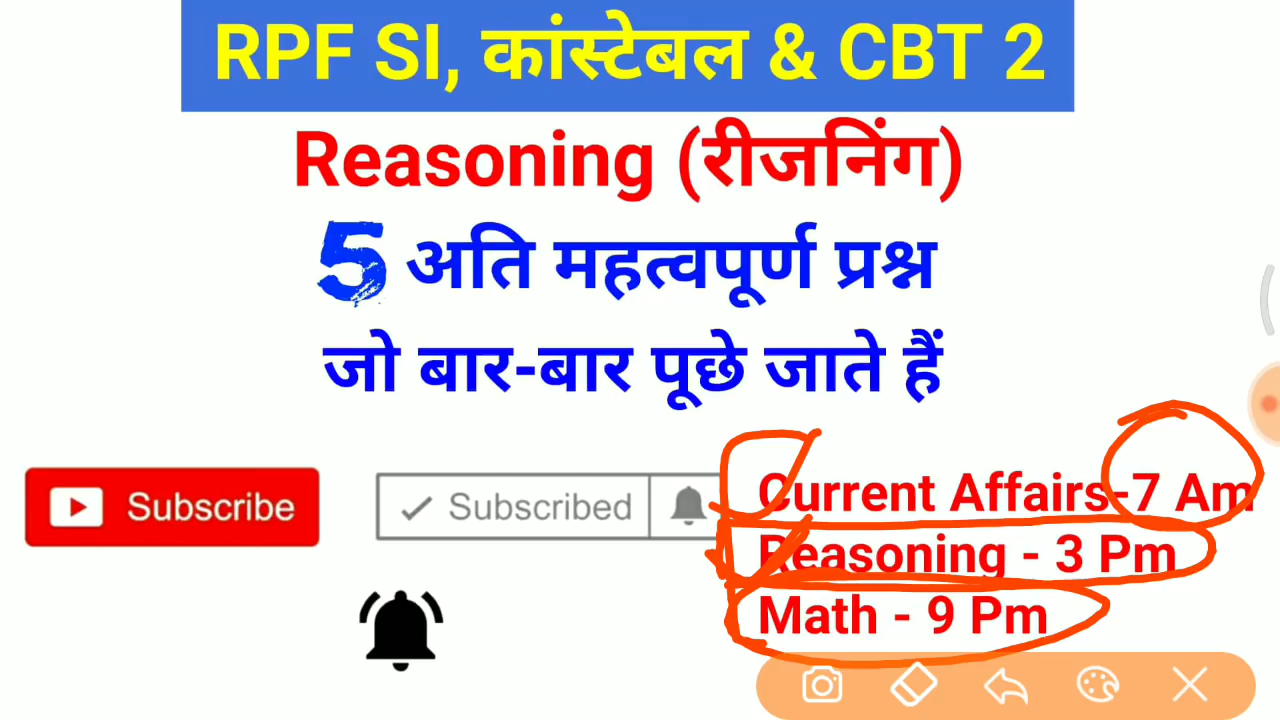 RPF SI, कांस्टेबल & CBT 2
Reasoning (रीजनिंग)
5 अति महत्वपूर्ण प्रश्न
जो बार-बार पूछे जाते हैं
Subscribe
Subscribed
Current Affairs-7 Am
Reasoning - 3 Pm
Math - 9 Pm